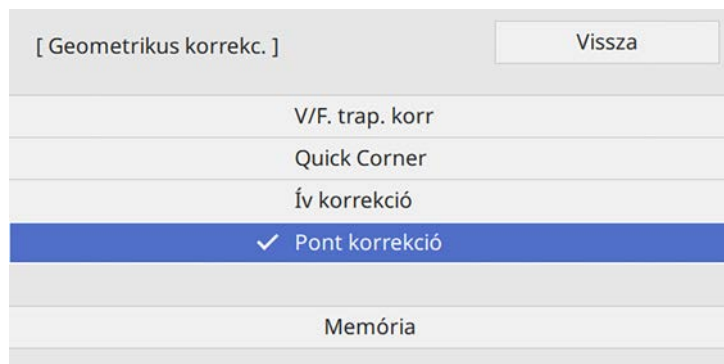 [ Geometrikus korrekc. ]
Vissza
V/F. trap. korr
Quick Corner
Ív korrekció
Pont korrekció
Memória